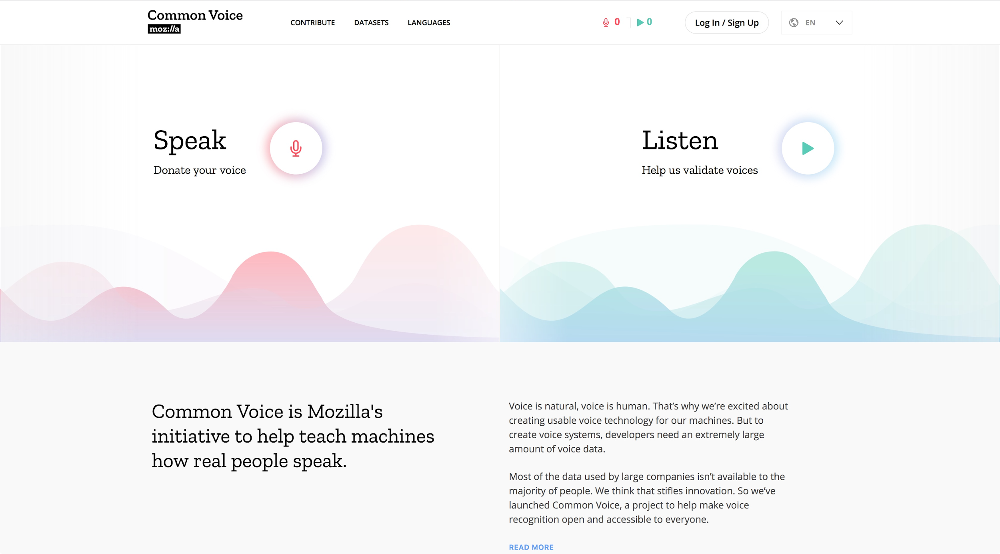 Common Voice
moz://a
CONTRIBUTE
DATASETS
LANGUAGES
0
0
Log In / Sign Up
EN
Speak
Donate your voice
Listen
Help us validate voices
Common Voice is Mozilla's
initiative to help teach machines
how real people speak.
Voice is natural, voice is human. That’s why we’re excited about
creating usable voice technology for our machines. But to
create voice systems, developers need an extremely large
amount of voice data.
Most of the data used by large companies isn’t available to the
majority of people. We think that stifles innovation. So we’ve
launched Common Voice, a project to help make voice
recognition open and accessible to everyone.
READ MORE